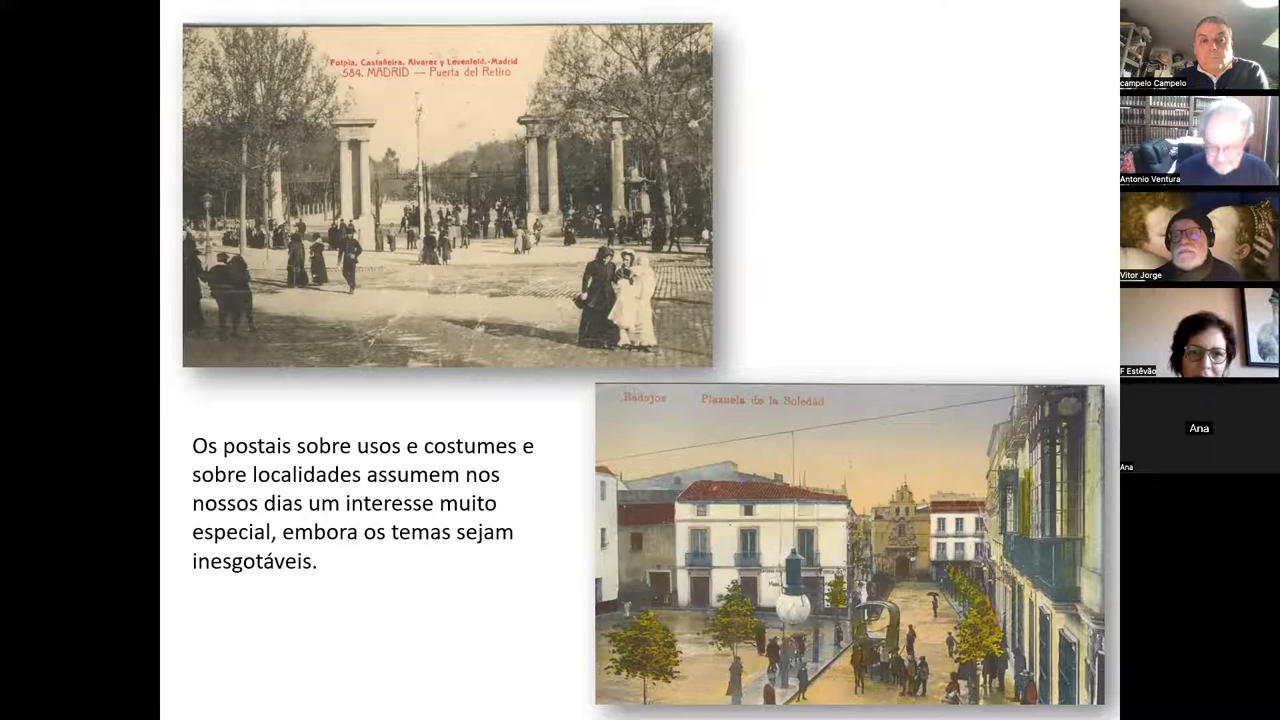 Fotpia, Castañeira, Alvarez y Levenfeld.-Madrid
584. MADRID — Puerta del Retiro
Badajoz Plazuela de la Soledad
Os postais sobre usos e costumes e
sobre localidades assumem nos
nossos dias um interesse muito
especial, embora os temas sejam
inesgotáveis.
campelo Campelo
Antonio Ventura
Vitor Jorge
F Estêvão
Ana
Ana